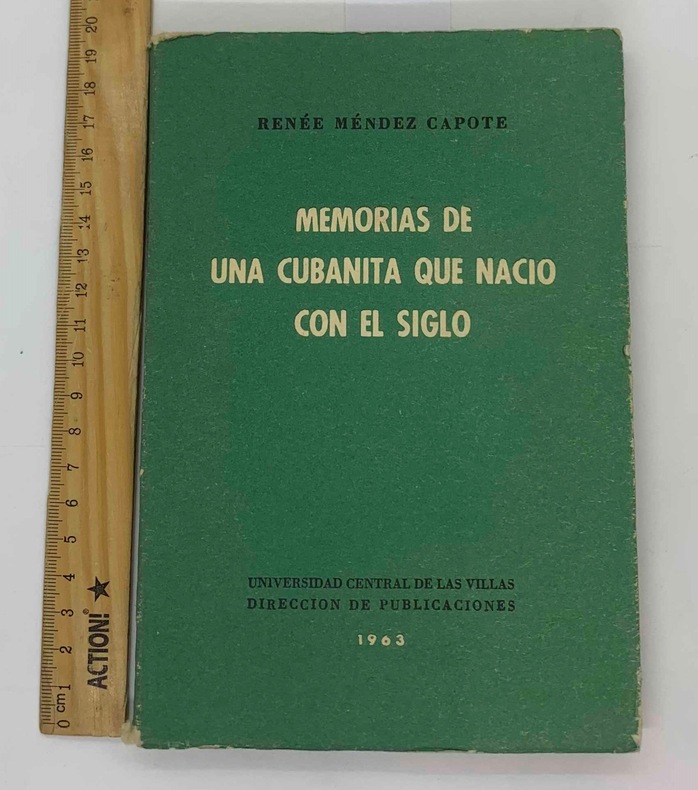 RENÉE MÉNDEZ CAPOTE
MEMORIAS DE
UNA CUBANITA QUE NACIO
CON EL SIGLO
UNIVERSIDAD CENTRAL DE LAS VILLAS
DIRECCION DE PUBLICACIONES
1963
0 cm 1 2 3 4 5 6 7 8 9 10 11 12 13 14 15 16 17 18 19 20
ACTION!®